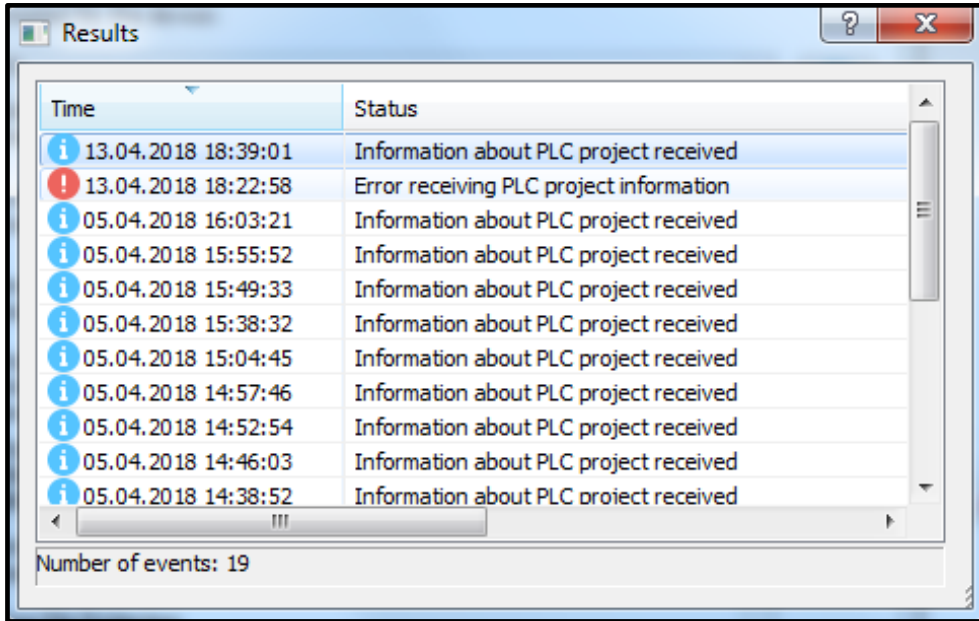 Results
Time Status
13.04.2018 18:39:01 Information about PLC project received
13.04.2018 18:22:58 Error receiving PLC project information
05.04.2018 16:03:21 Information about PLC project received
05.04.2018 15:55:52 Information about PLC project received
05.04.2018 15:49:33 Information about PLC project received
05.04.2018 15:38:32 Information about PLC project received
05.04.2018 15:04:45 Information about PLC project received
05.04.2018 14:57:46 Information about PLC project received
05.04.2018 14:52:54 Information about PLC project received
05.04.2018 14:46:03 Information about PLC project received
05.04.2018 14:38:52 Information about PLC project received
Number of events: 19